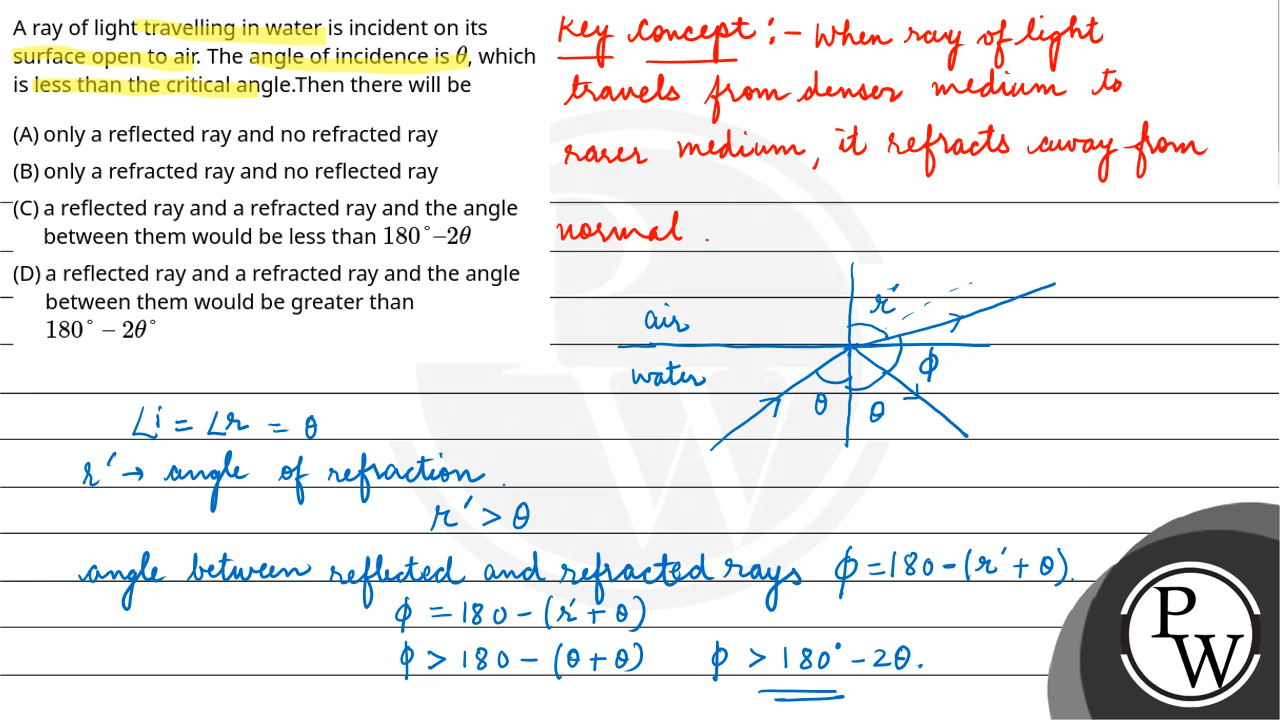 A ray of light travelling in water is incident on its
surface open to air. The angle of incidence is θ, which
is less than the critical angle.Then there will be
(A) only a reflected ray and no refracted ray
(B) only a refracted ray and no reflected ray
(C) a reflected ray and a refracted ray and the angle
between them would be less than 180°–2θ
(D) a reflected ray and a refracted ray and the angle
between them would be greater than
180° – 2θ°
Key concept :- When ray of light
travels from denser medium to
rarer medium, it refracts away from
normal.
r'
air
water
ϕ
θ
θ
∠i = ∠r = θ
r' → angle of refraction.
r' > θ
angle between reflected and refracted rays ϕ = 180 - (r' + θ).
ϕ = 180 - (r' + θ)
ϕ > 180 - (θ + θ) ϕ > 180° - 2θ.
P
W
P
W